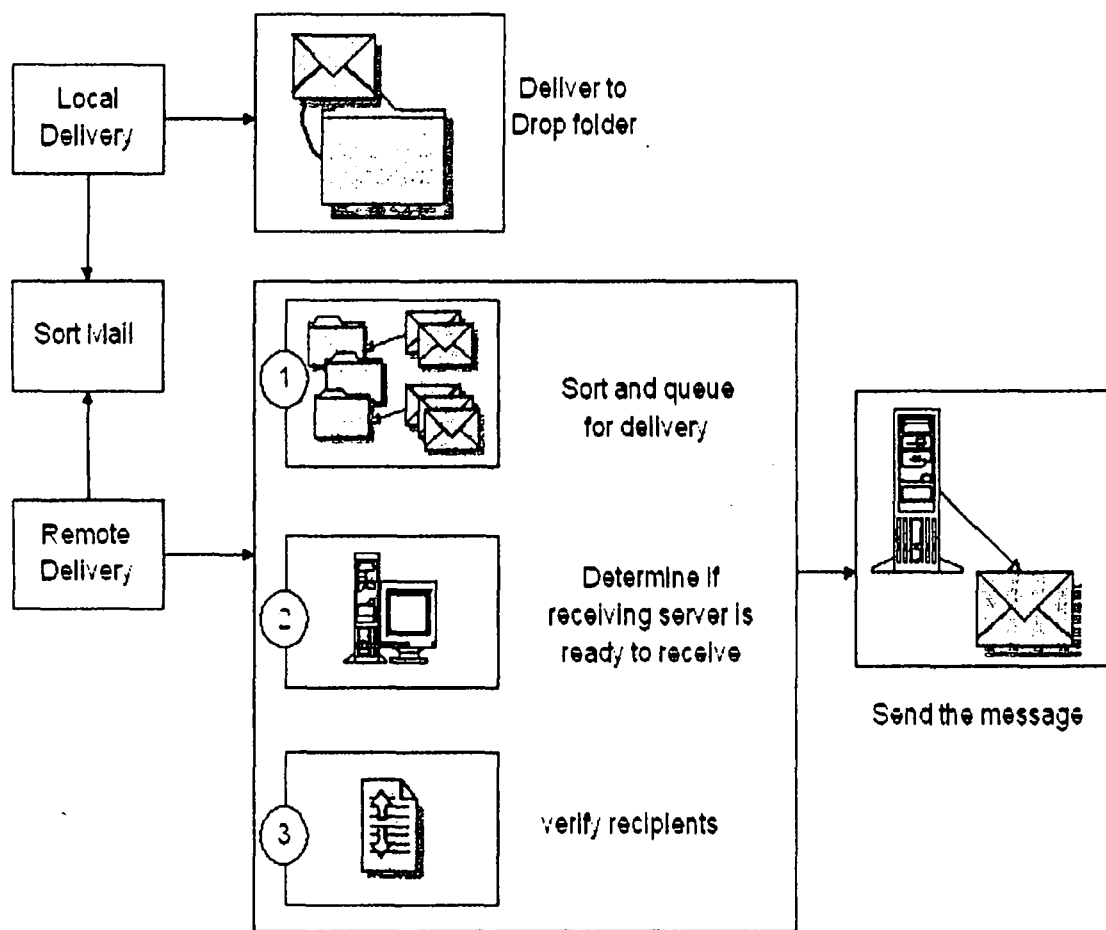 Local
Delivery
Deliver to
Drop folder
Sort Mail
1
Sort and queue
for delivery
Remote
Delivery
2
Determine if
receiving server is
ready to receive
Send the message
3
verify recipients